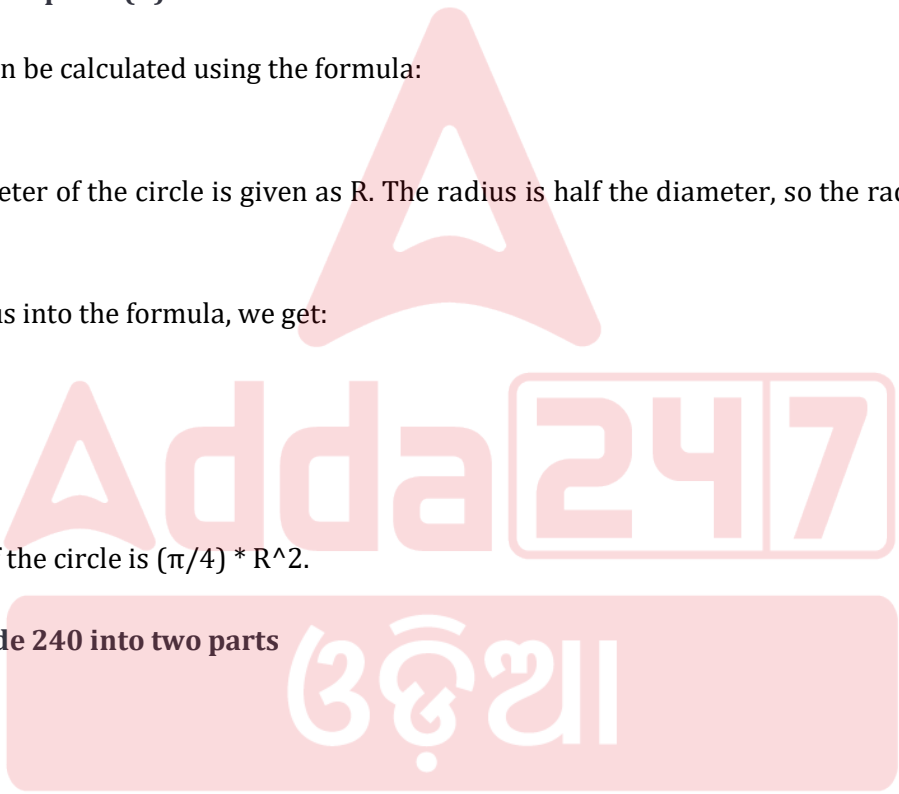 n be calculated using the formula:
eter of the circle is given as R. The radius is half the diameter, so the rad
us into the formula, we get:
Adda247
f the circle is (π/4) * R^2.
de 240 into two parts
ଓଡ଼ିଆ